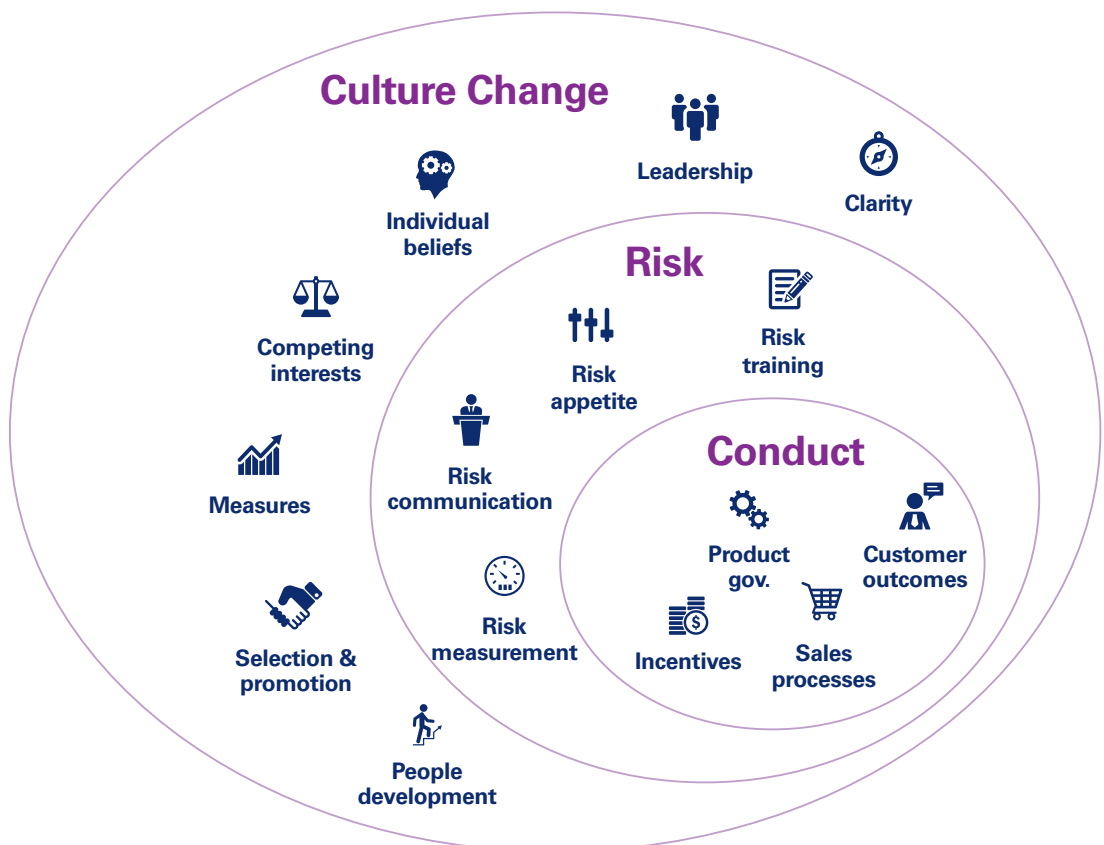 Culture Change
Leadership
Clarity
Individual
beliefs
Competing
interests
Measures
Selection &
promotion
People
development
Risk
Risk
training
Risk
appetite
Risk
communication
Risk
measurement
Conduct
Product
gov.
Customer
outcomes
Incentives
$
Sales
processes